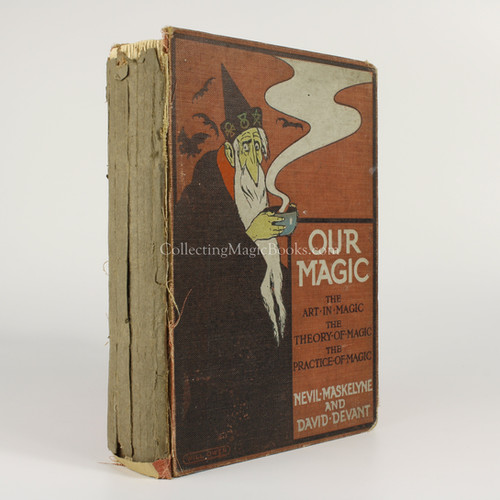 CollectingMagicBooks.com
OUR
MAGIC
THE
ART·IN·MAGIC
THE
THEORY·OF·MAGIC
THE
PRACTICE·OF·MAGIC
NEVIL·MASKELYNE
AND
DAVID·DEVANT